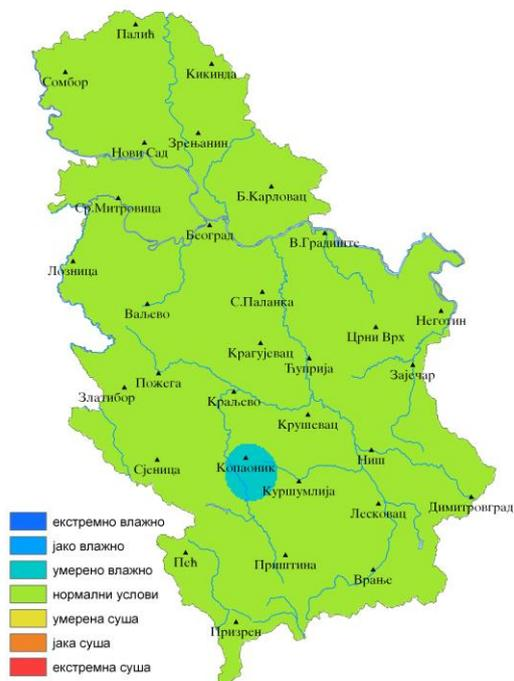 Палић
Кикинда
Сомбор
Зрењанин
Нови Сад
Б.Карловац
Ср.Митровица
Београд
В.Градиште
Лозница
С.Паланка
Ваљево
Неготин
Црни Врх
Крагујевац
Ћуприја
Зајечар
Пожега
Златибор
Краљево
Крушевац
Ниш
Сјеница
Копаоник
Куршумлија
Димитровград
Лесковац
Пећ
Приштина
Врање
Призрен
екстремно влажно
јако влажно
умерено влажно
нормални услови
умерена суша
јака суша
екстремна суша